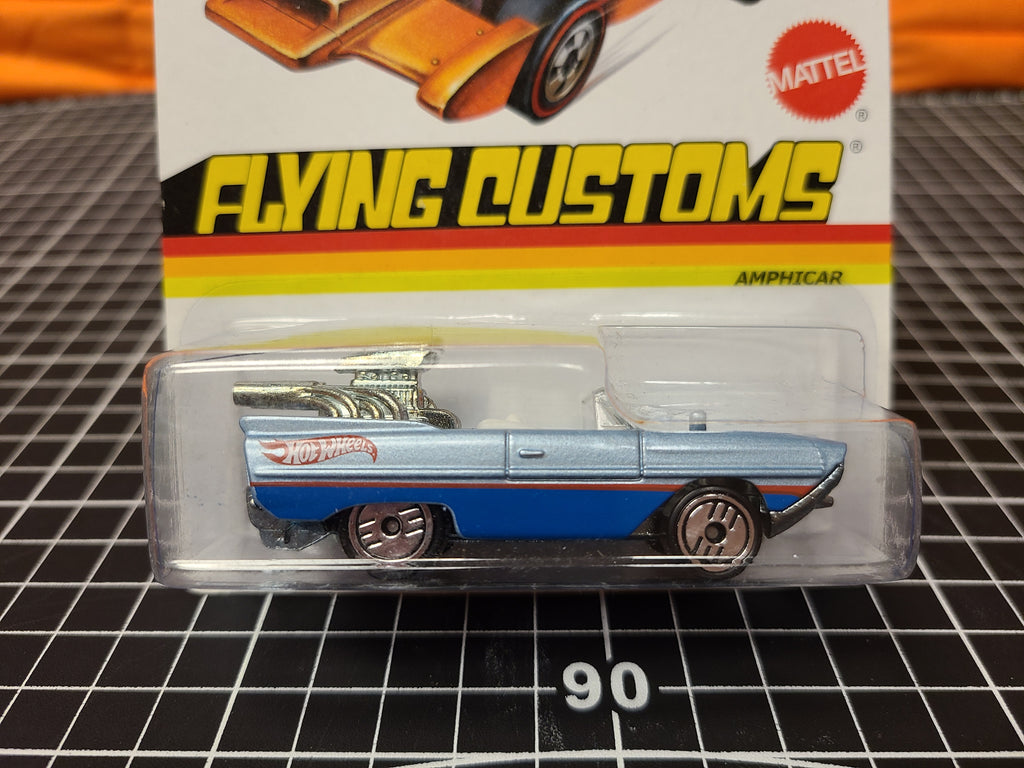 MATTEL
®
®
FLYING CUSTOMS
AMPHICAR
HOT WHEELS
90